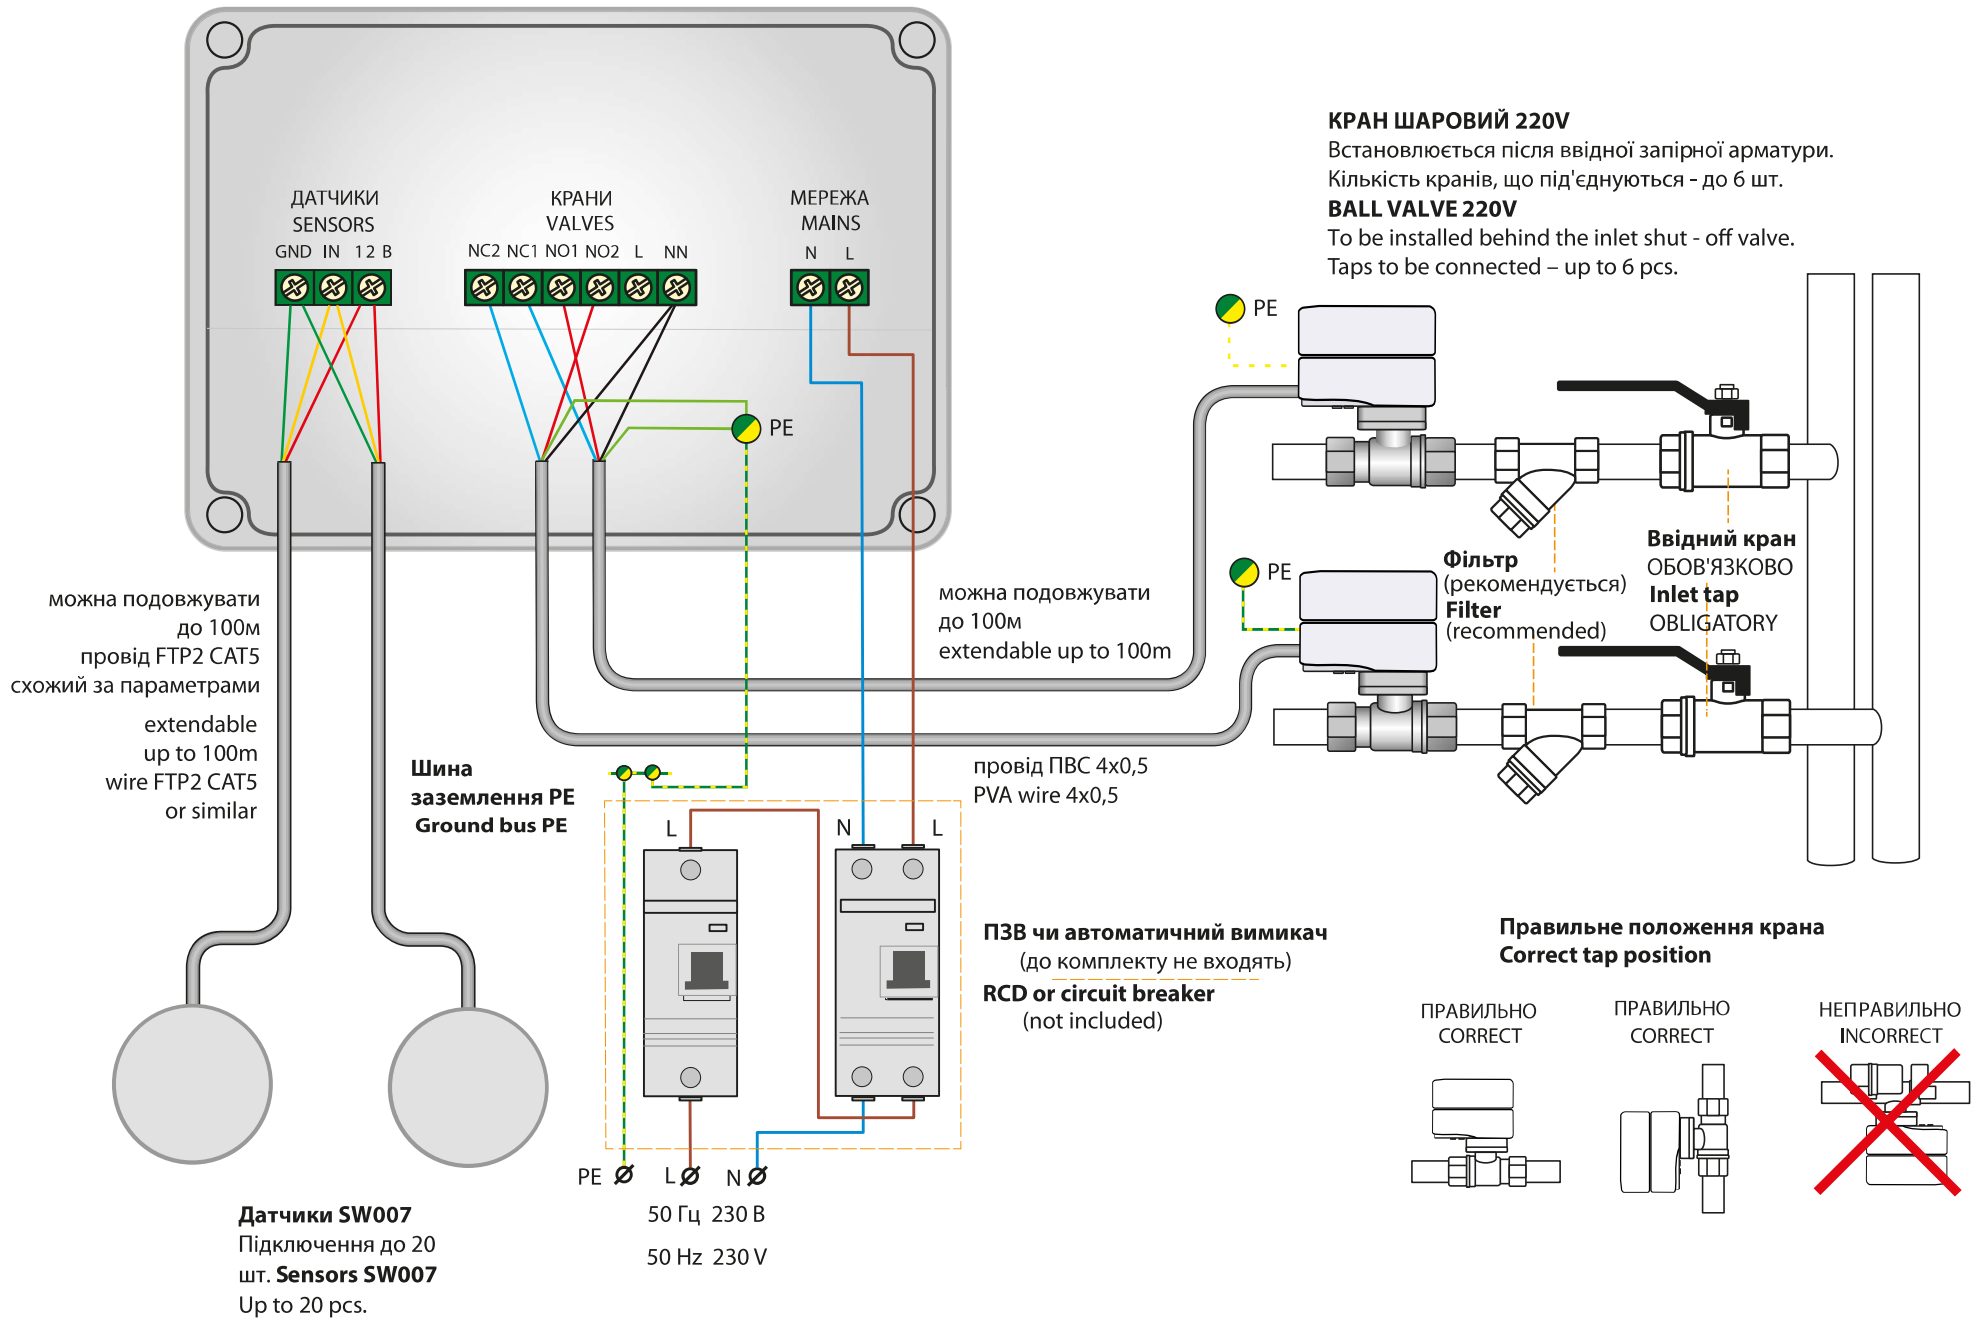 ДАТЧИКИ
SENSORS
GND IN 12 В
КРАНИ
VALVES
NC2 NC1 NO1 NO2 L NN
МЕРЕЖА
MAINS
N L
PE
КРАН ШАРОВИЙ 220V
Встановлюється після ввідної запірної арматури.
Кількість кранів, що під'єднуються - до 6 шт.
BALL VALVE 220V
To be installed behind the inlet shut - off valve.
Taps to be connected – up to 6 pcs.
PE
PE
Фільтр
(рекомендується)
Filter
(recommended)
Ввідний кран
ОБОВ'ЯЗКОВО
Inlet tap
OBLIGATORY
можна подовжувати
до 100м
провід FTP2 CAT5
схожий за параметрами
extendable
up to 100m
wire FTP2 CAT5
or similar
можна подовжувати
до 100м
extendable up to 100m
провід ПВС 4х0,5
PVA wire 4x0,5
Шина
заземлення PE
Ground bus PE
L
N L
ПЗВ чи автоматичний вимикач
(до комплекту не входять)
RCD or circuit breaker
(not included)
PE L N
50 Гц 230 В
50 Hz 230 V
Датчики SW007
Підключення до 20
шт. Sensors SW007
Up to 20 pcs.
Правильне положення крана
Correct tap position
ПРАВИЛЬНО
CORRECT
ПРАВИЛЬНО
CORRECT
НЕПРАВИЛЬНО
INCORRECT